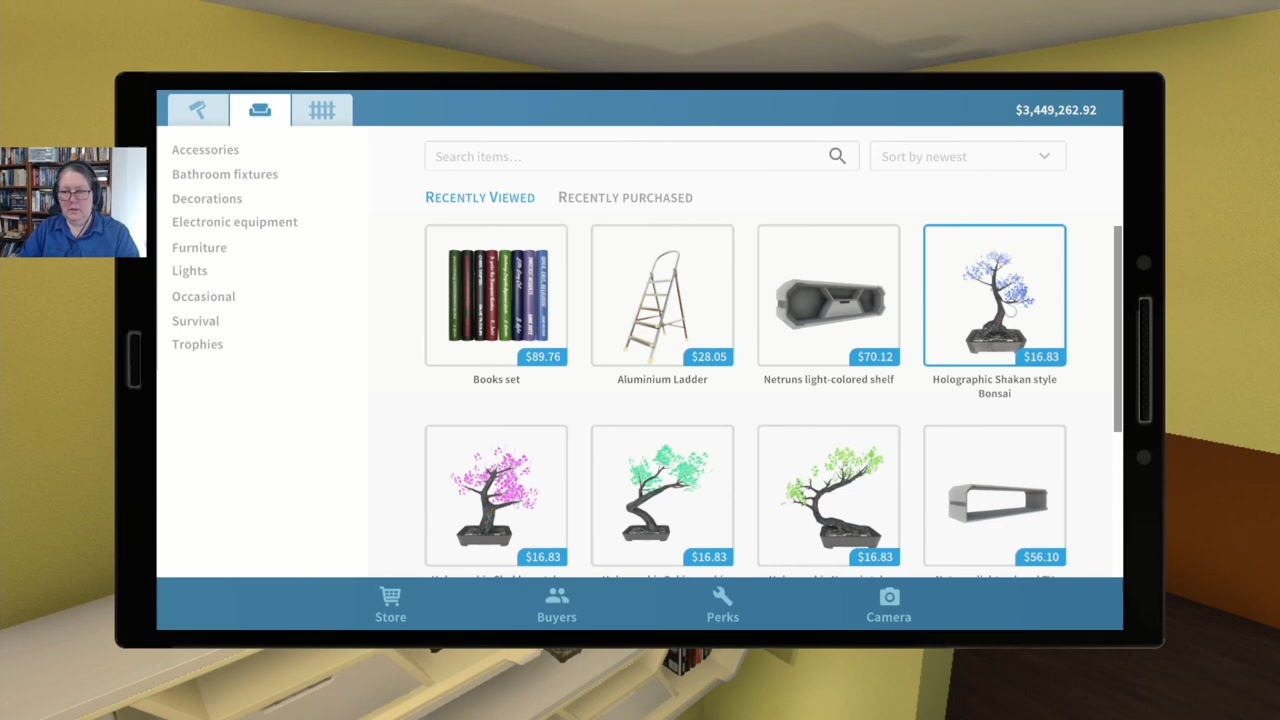 $3,449,262.92
Accessories
Bathroom fixtures
Decorations
Electronic equipment
Furniture
Lights
Occasional
Survival
Trophies
Search items...
Sort by newest
RECENTLY VIEWED
RECENTLY PURCHASED
$89.76
Books set
$28.05
Aluminium Ladder
$70.12
Netruns light-colored shelf
$16.83
Holographic Shakan style
Bonsai
$16.83
$16.83
$16.83
$56.10
Store
Buyers
Perks
Camera